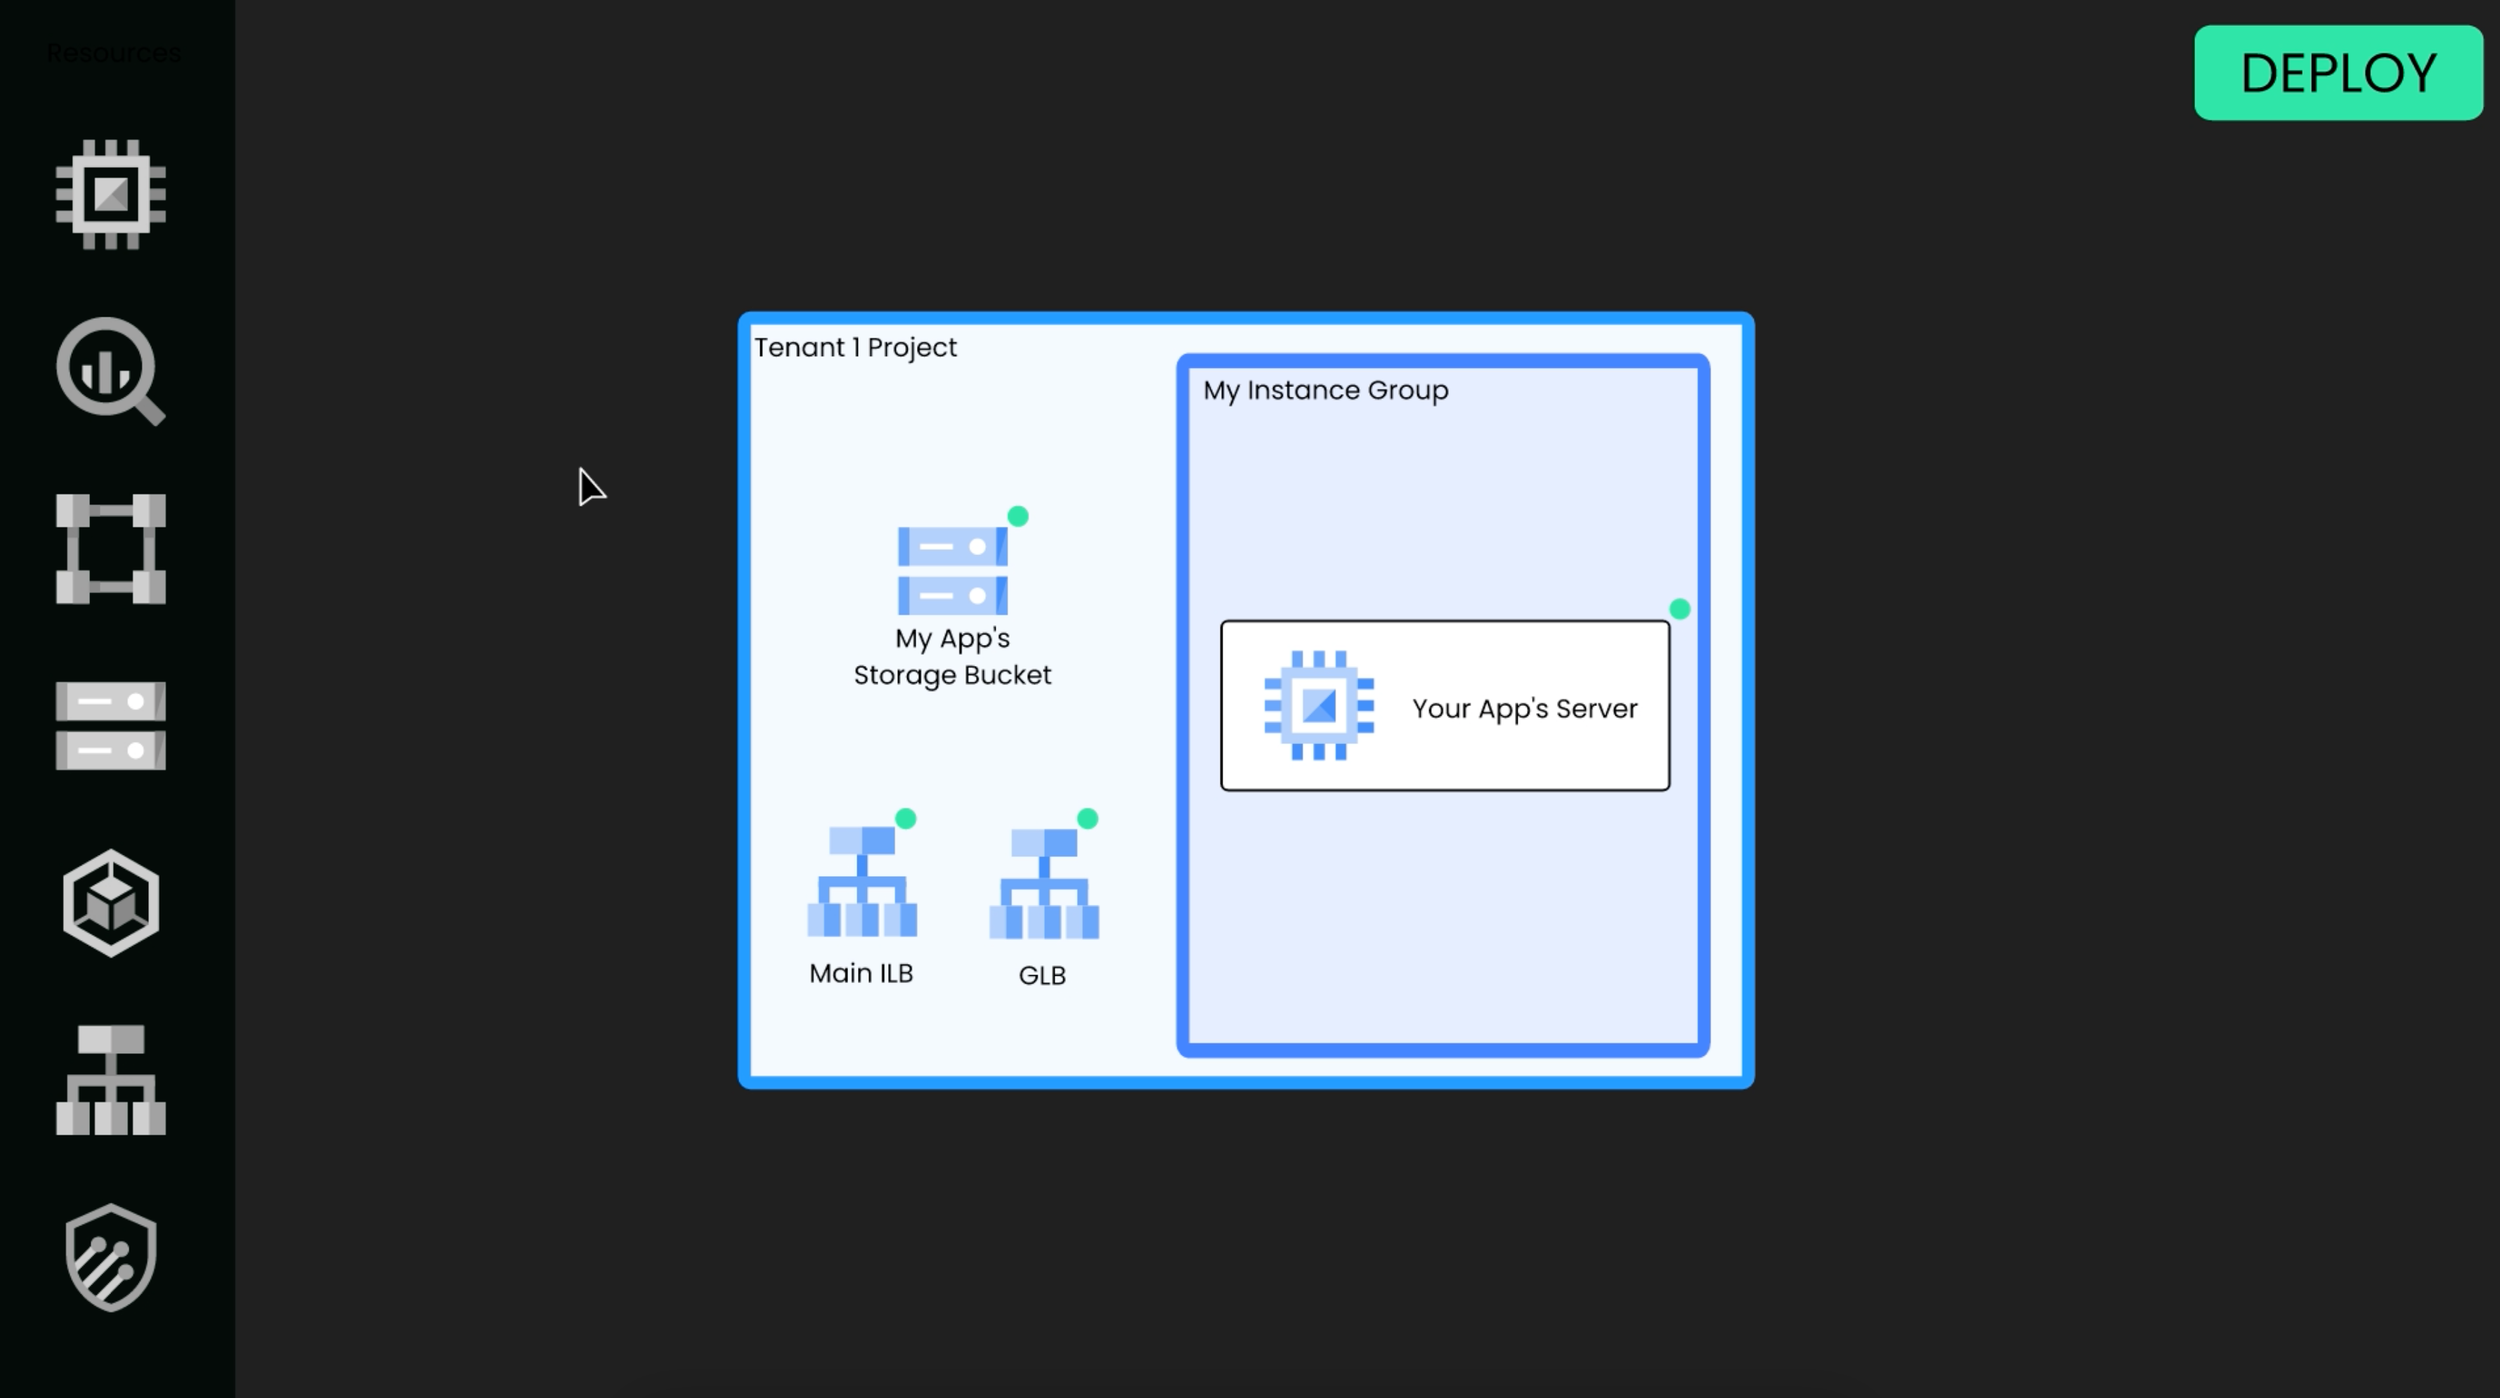 Resources
DEPLOY
Tenant 1 Project
My Instance Group
My App's
Storage Bucket
Your App's Server
Main ILB
GLB